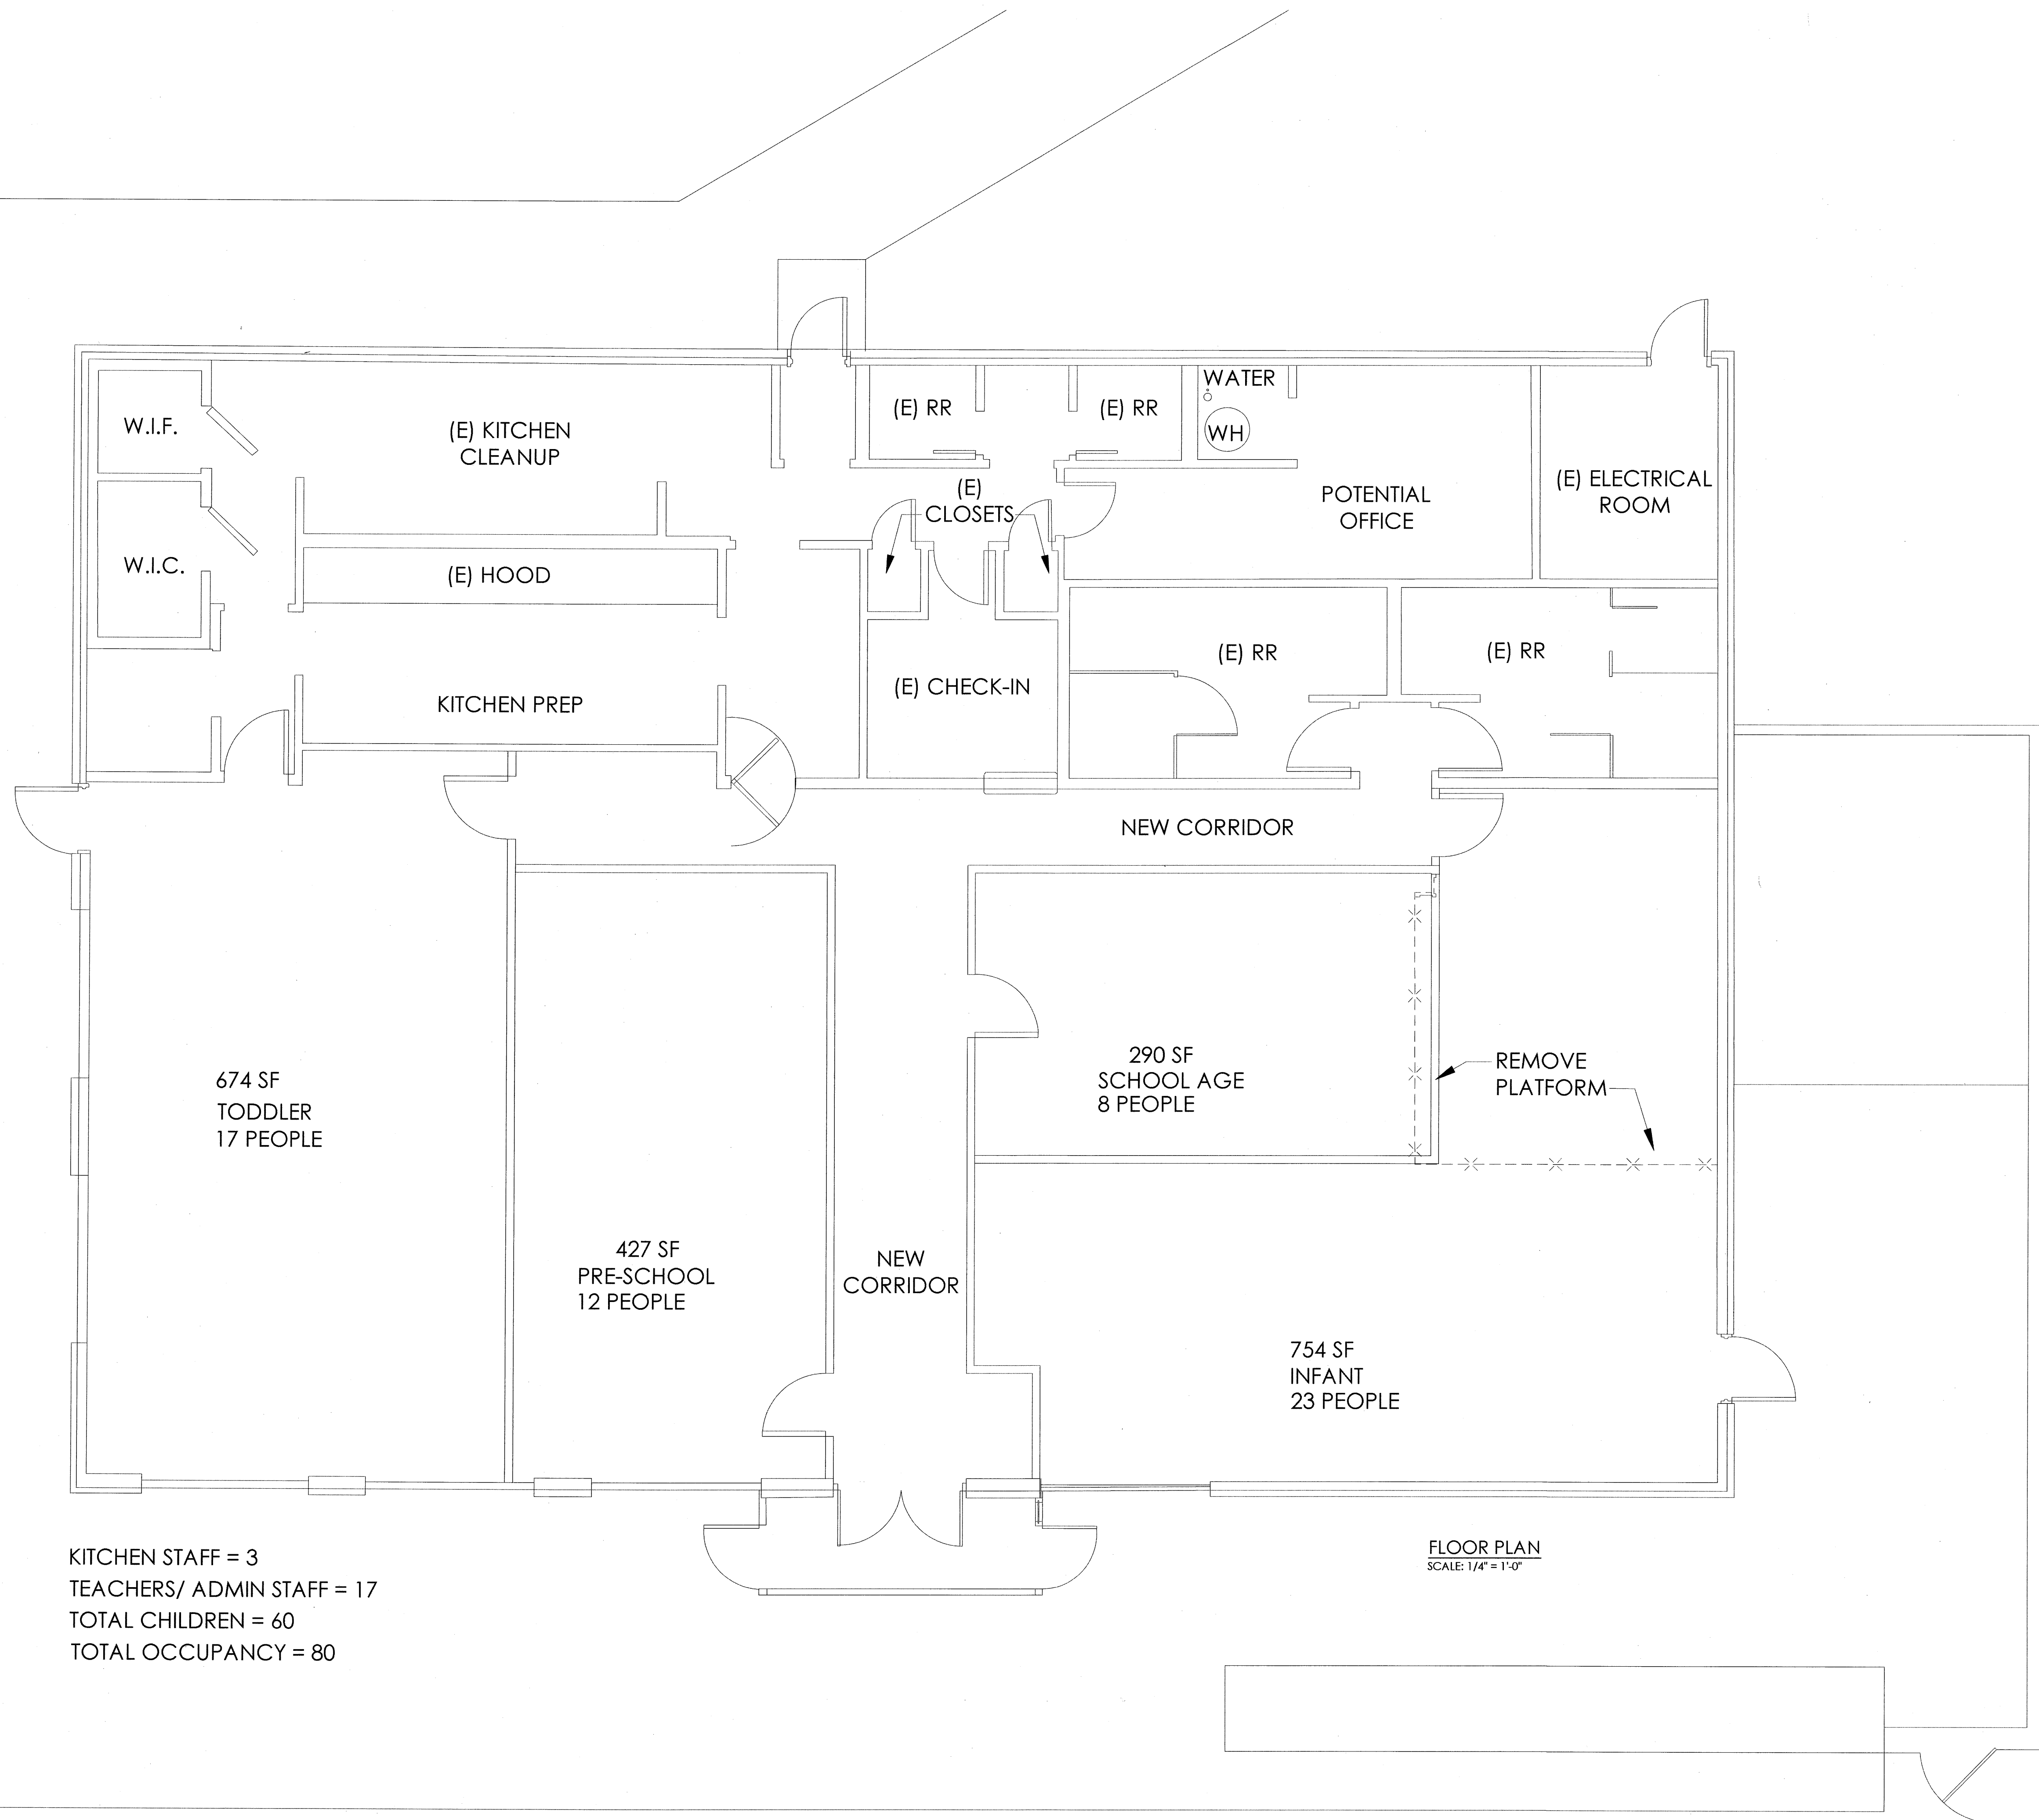 WATER
(E) RR
(E) RR
W.I.F.
(E) KITCHEN
CLEANUP
WH
(E)
CLOSETS
POTENTIAL
OFFICE
(E) ELECTRICAL
ROOM
W.I.C.
(E) HOOD
(E) RR
(E) RR
(E) CHECK-IN
KITCHEN PREP
NEW CORRIDOR
290 SF
SCHOOL AGE
8 PEOPLE
REMOVE
PLATFORM
674 SF
TODDLER
17 PEOPLE
427 SF
PRE-SCHOOL
12 PEOPLE
NEW
CORRIDOR
754 SF
INFANT
23 PEOPLE
KITCHEN STAFF = 3
TEACHERS/ ADMIN STAFF = 17
TOTAL CHILDREN = 60
TOTAL OCCUPANCY = 80
FLOOR PLAN
SCALE: 1/4" = 1'-0"